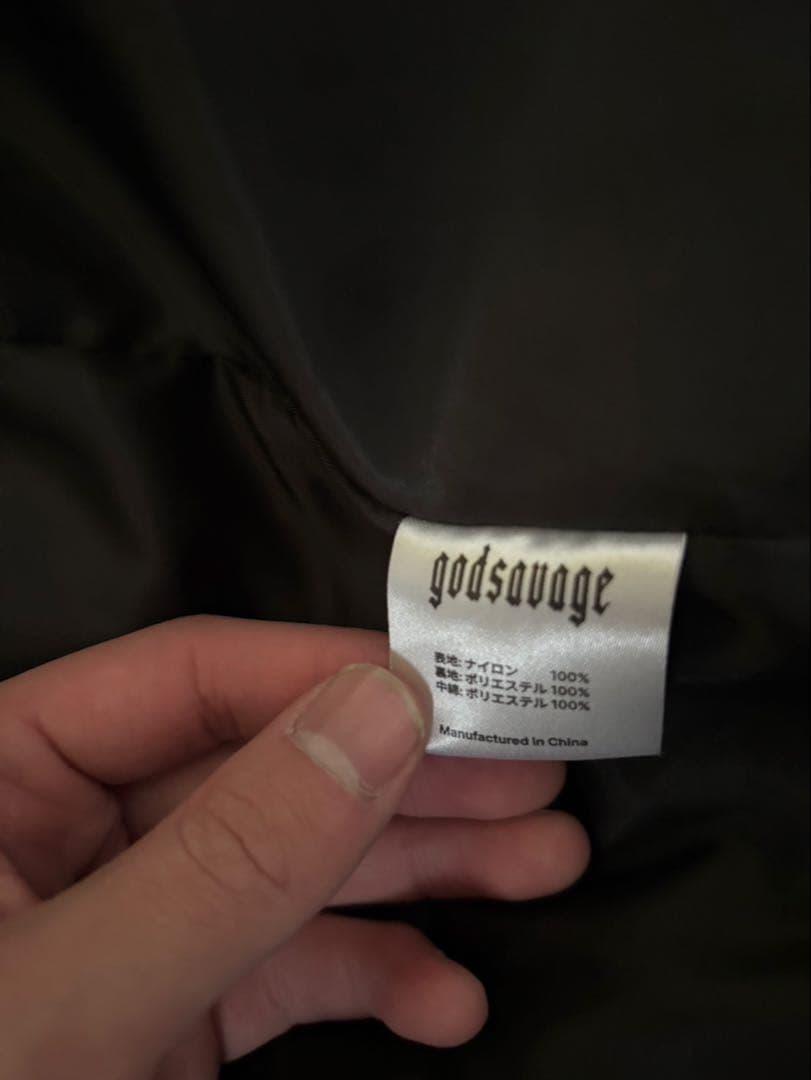 godsavage
表地: ナイロン 100%
裏地: ポリエステル 100%
中綿: ポリエステル 100%
Manufactured in China